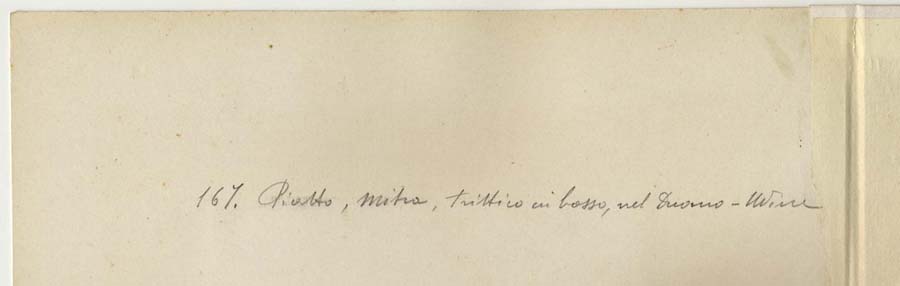 167. Piatto, mitra, trittico in bosso, nel Duomo - Udine